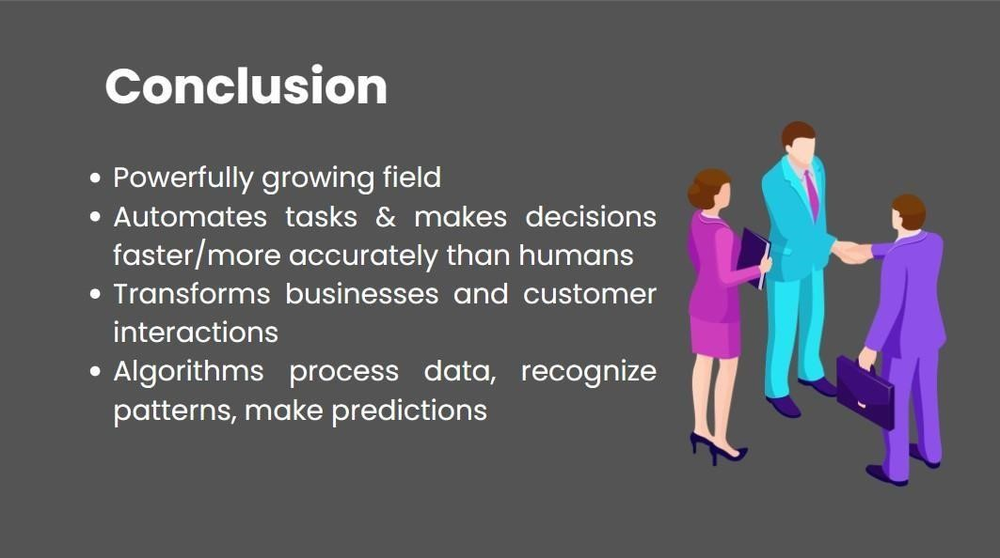 Conclusion
• Powerfully growing field
• Automates tasks & makes decisions
faster/more accurately than humans
• Transforms businesses and customer
interactions
• Algorithms process data, recognize
patterns, make predictions